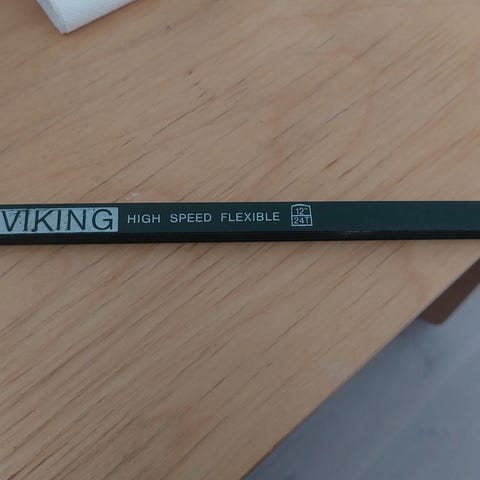 VIKING HIGH SPEED FLEXIBLE 12"
24T